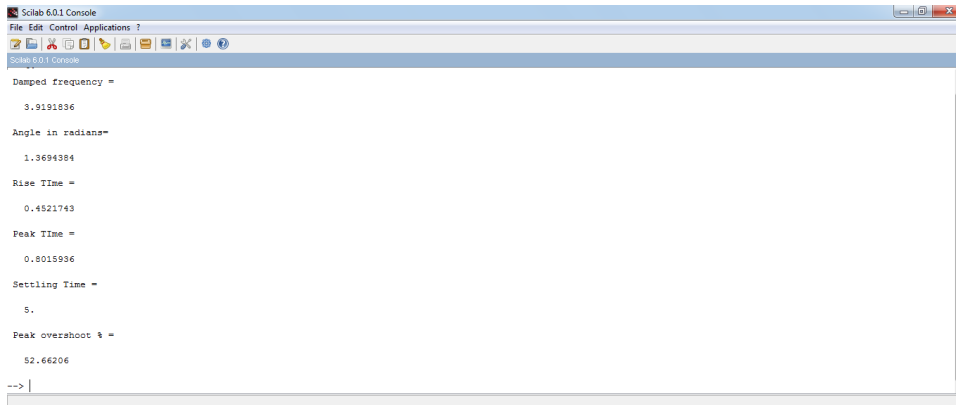 Scilab 6.0.1 Console
File Edit Control Applications ?
Scilab 6.0.1 Console
Damped frequency =
3.9191836
Angle in radians=
1.3694384
Rise TIme =
0.4521743
Peak TIme =
0.8015936
Settling Time =
5.
Peak overshoot % =
52.66206
-->